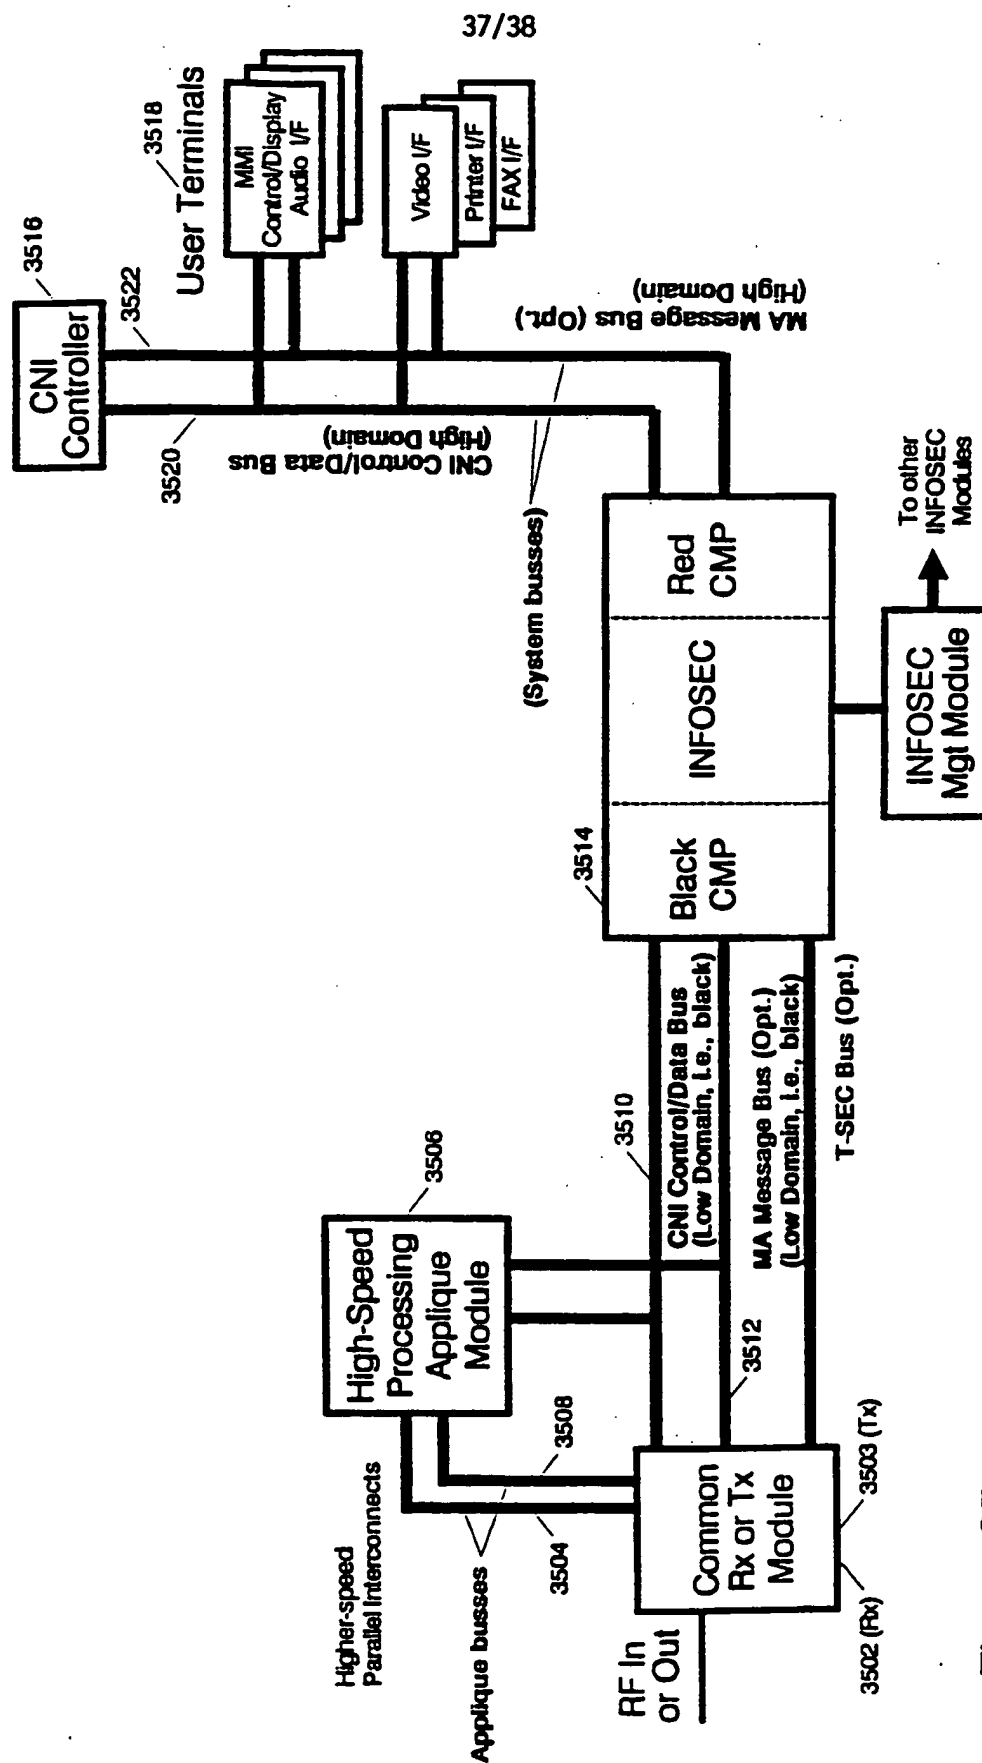 37/38
3516
CNI
Controller
3522
3518
User Terminals
MMI
Control/Display
Audio I/F
Video I/F
Printer I/F
FAX I/F
3520
CNI Control/Data Bus
(High Domain)
MA Message Bus (Opt.)
(High Domain)
(System busses)
3514
Black
CMP
INFOSEC
Red
CMP
INFOSEC
Mgt Module
To other
INFOSEC
Modules
3506
High-Speed
Processing
Applique
Module
3510
CNI Control/Data Bus
(Low Domain, i.e., black)
3512
MA Message Bus (Opt.)
(Low Domain, i.e., black)
T-SEC Bus (Opt.)
Higher-speed
Parallel Interconnects
Applique busses
3508
3504
RF In
or Out
Common
Rx or Tx
Module
3502 (Rx)
3503 (Tx)